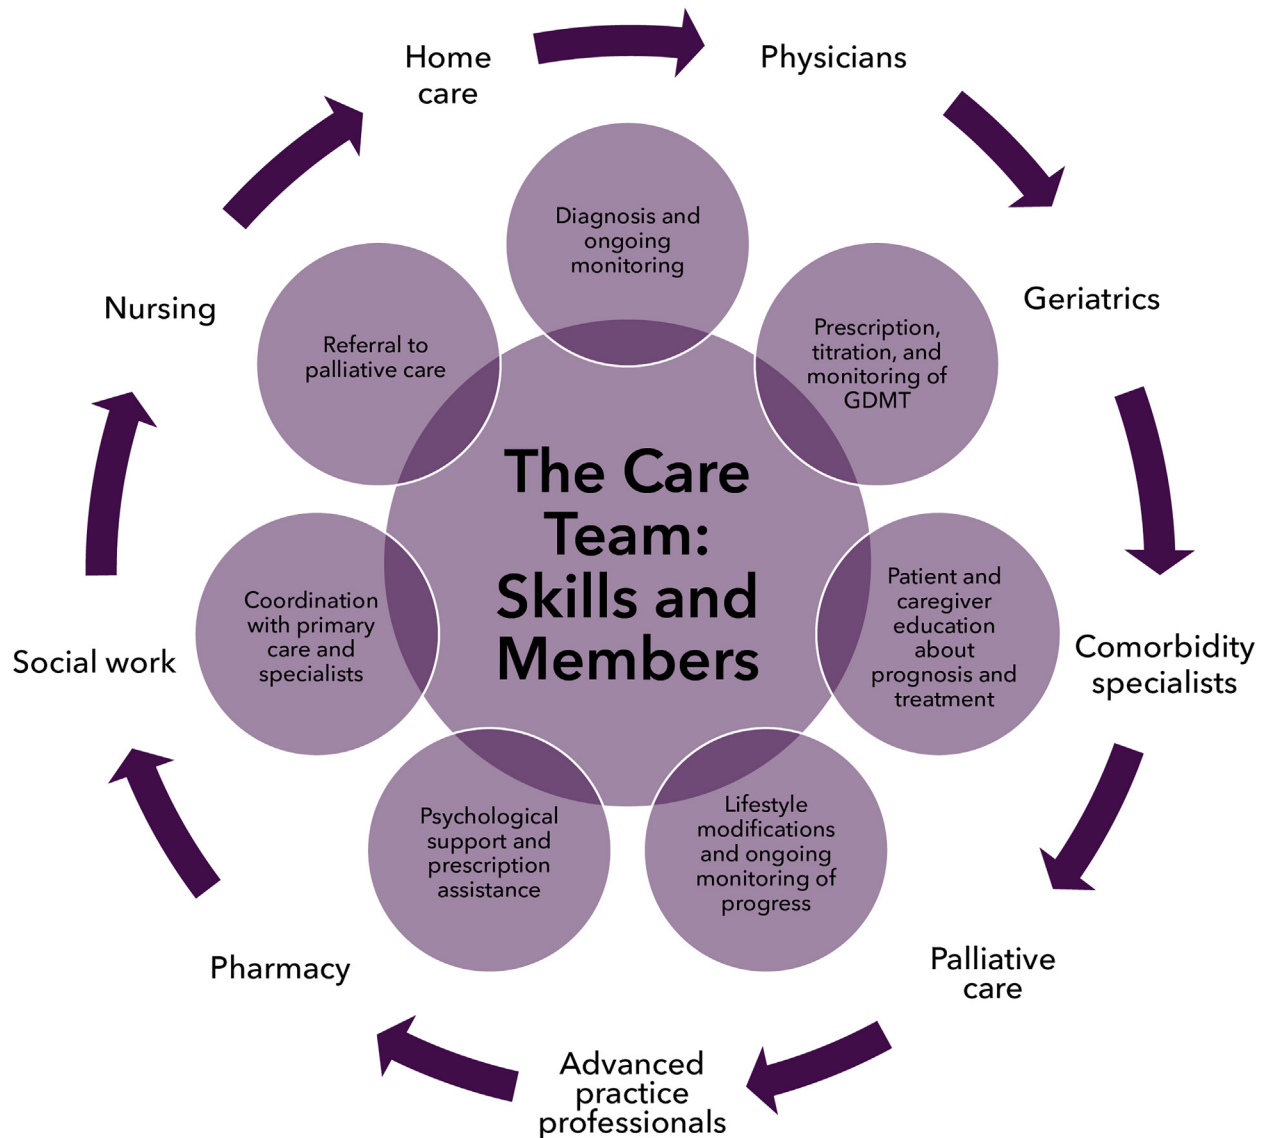 Home
care
Physicians
Geriatrics
Comorbidity
specialists
Palliative
care
Advanced
practice
professionals
Pharmacy
Social work
Nursing
Diagnosis and
ongoing
monitoring
Prescription,
titration, and
monitoring of
GDMT
Patient and
caregiver
education
about
prognosis and
treatment
Lifestyle
modifications
and ongoing
monitoring of
progress
Psychological
support and
prescription
assistance
Coordination
with primary
care and
specialists
Referral to
palliative care
The Care
Team:
Skills and
Members